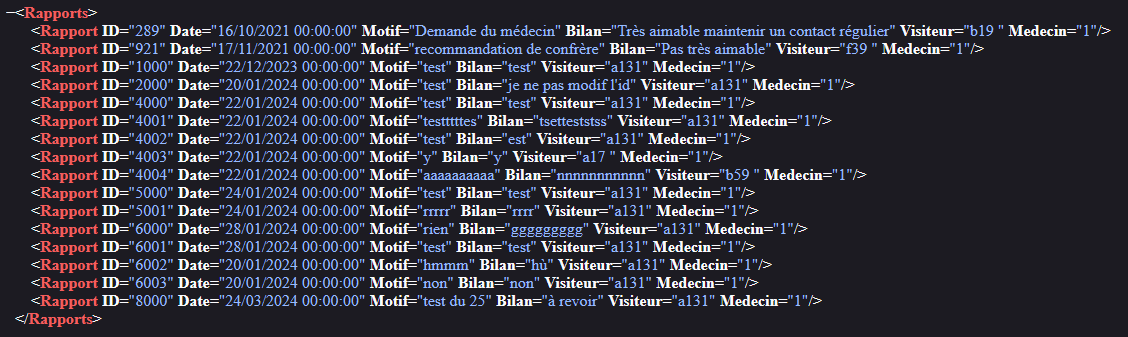 −<Rapports>
<Rapport ID="289" Date="16/10/2021 00:00:00" Motif="Demande du médecin" Bilan="Très aimable maintenir un contact régulier" Visiteur="b19 " Medecin="1"/>
<Rapport ID="921" Date="17/11/2021 00:00:00" Motif="recommandation de confrère" Bilan="Pas très aimable" Visiteur="f39 " Medecin="1"/>
<Rapport ID="1000" Date="22/12/2023 00:00:00" Motif="test" Bilan="test" Visiteur="a131" Medecin="1"/>
<Rapport ID="2000" Date="20/01/2024 00:00:00" Motif="test" Bilan="je ne pas modif l'id" Visiteur="a131" Medecin="1"/>
<Rapport ID="4000" Date="22/01/2024 00:00:00" Motif="test" Bilan="test" Visiteur="a131" Medecin="1"/>
<Rapport ID="4001" Date="22/01/2024 00:00:00" Motif="testttttes" Bilan="tsetteststss" Visiteur="a131" Medecin="1"/>
<Rapport ID="4002" Date="22/01/2024 00:00:00" Motif="test" Bilan="est" Visiteur="a131" Medecin="1"/>
<Rapport ID="4003" Date="22/01/2024 00:00:00" Motif="y" Bilan="y" Visiteur="a17 " Medecin="1"/>
<Rapport ID="4004" Date="22/01/2024 00:00:00" Motif="aaaaaaaaaa" Bilan="nnnnnnnnnnn" Visiteur="b59 " Medecin="1"/>
<Rapport ID="5000" Date="24/01/2024 00:00:00" Motif="test" Bilan="test" Visiteur="a131" Medecin="1"/>
<Rapport ID="5001" Date="24/01/2024 00:00:00" Motif="rrrrr" Bilan="rrrr" Visiteur="a131" Medecin="1"/>
<Rapport ID="6000" Date="28/01/2024 00:00:00" Motif="rien" Bilan="ggggggggg" Visiteur="a131" Medecin="1"/>
<Rapport ID="6001" Date="28/01/2024 00:00:00" Motif="test" Bilan="test" Visiteur="a131" Medecin="1"/>
<Rapport ID="6002" Date="20/01/2024 00:00:00" Motif="hmmm" Bilan="hù" Visiteur="a131" Medecin="1"/>
<Rapport ID="6003" Date="20/01/2024 00:00:00" Motif="non" Bilan="non" Visiteur="a131" Medecin="1"/>
<Rapport ID="8000" Date="24/03/2024 00:00:00" Motif="test du 25" Bilan="à revoir" Visiteur="a131" Medecin="1"/>
</Rapports>